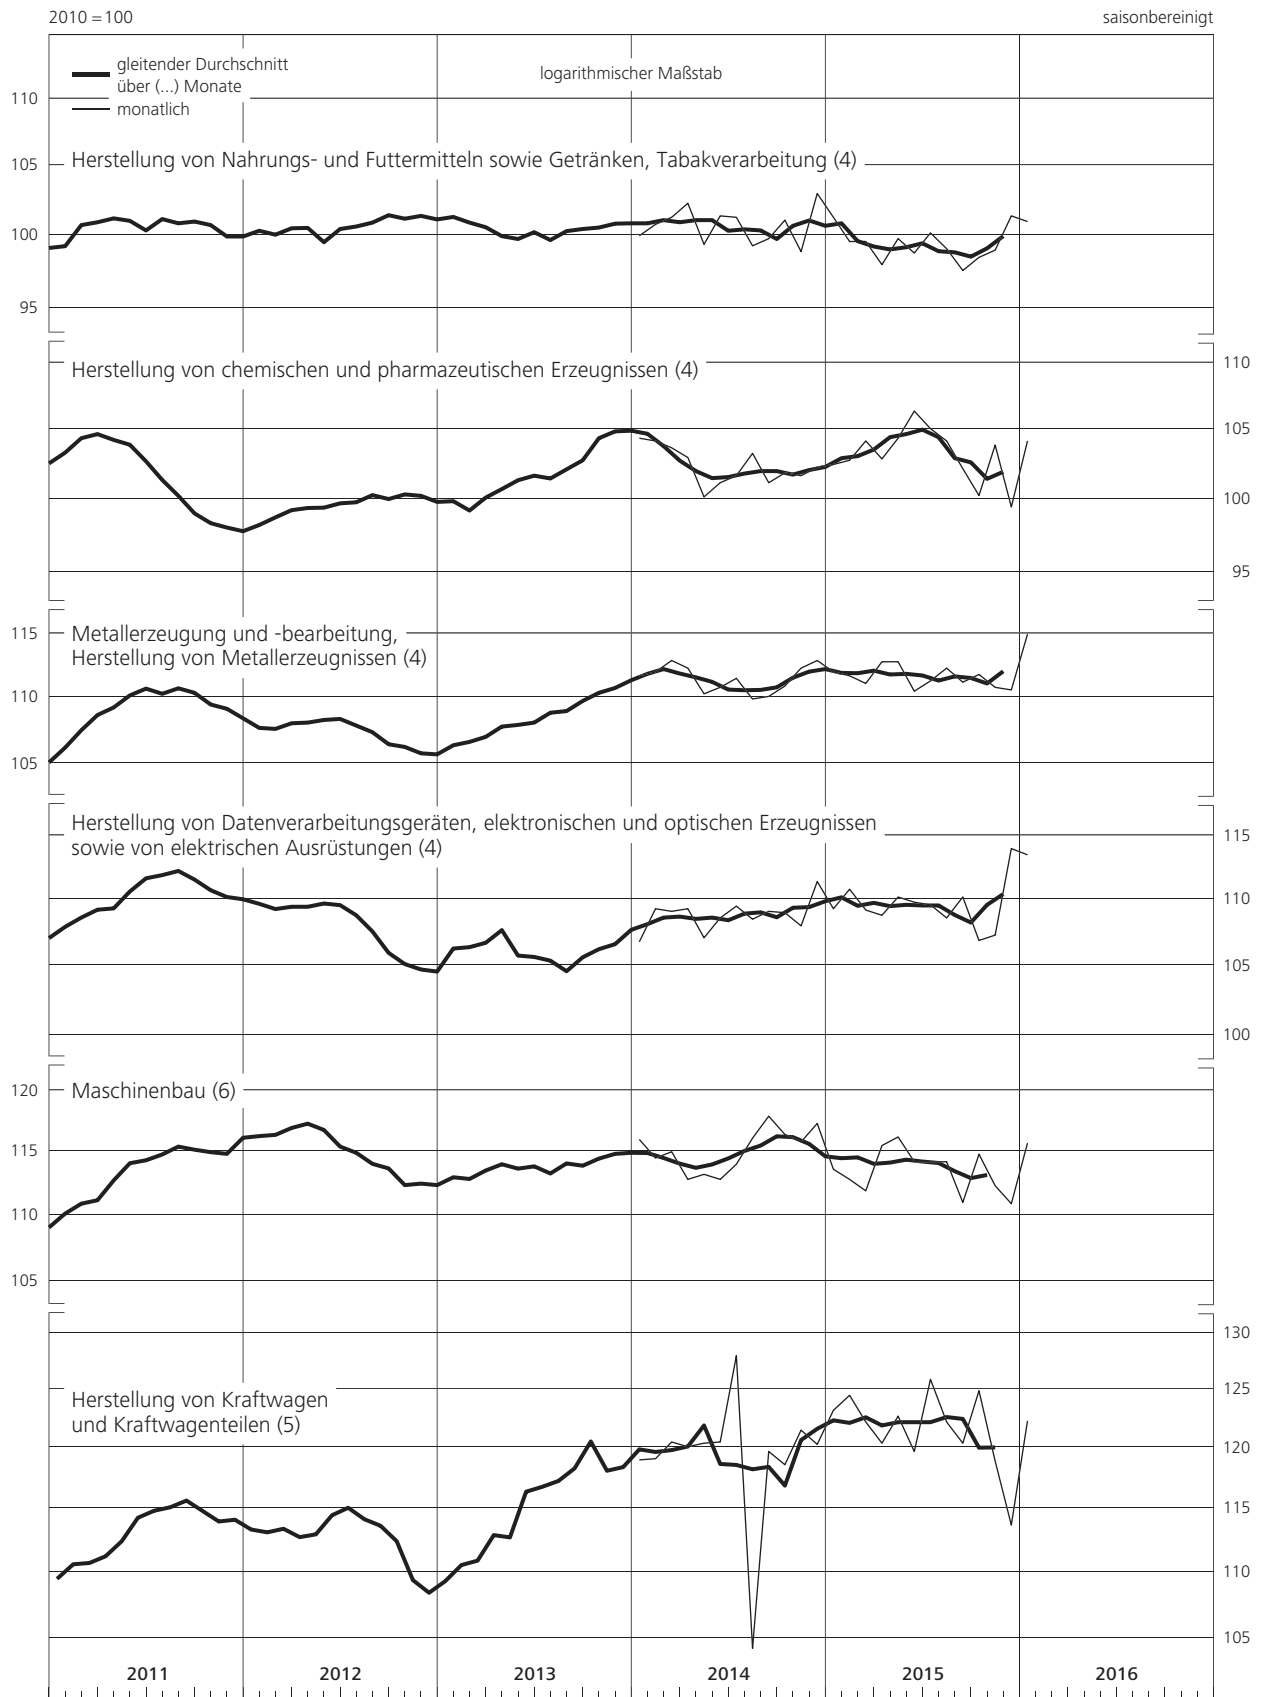 2010 = 100
saisonbereinigt
gleitender Durchschnitt
über (...) Monate
monatlich
logarithmischer Maßstab
110
Herstellung von Nahrungs- und Futtermitteln sowie Getränken, Tabakverarbeitung (4)
105
100
95
110
Herstellung von chemischen und pharmazeutischen Erzeugnissen (4)
105
100
95
115
Metallerzeugung und -bearbeitung,
Herstellung von Metallerzeugnissen (4)
110
105
Herstellung von Datenverarbeitungsgeräten, elektronischen und optischen Erzeugnissen
sowie von elektrischen Ausrüstungen (4)
115
110
105
100
120
Maschinenbau (6)
115
110
105
130
125
Herstellung von Kraftwagen
und Kraftwagenteilen (5)
120
115
110
105
2011 2012 2013 2014 2015 2016